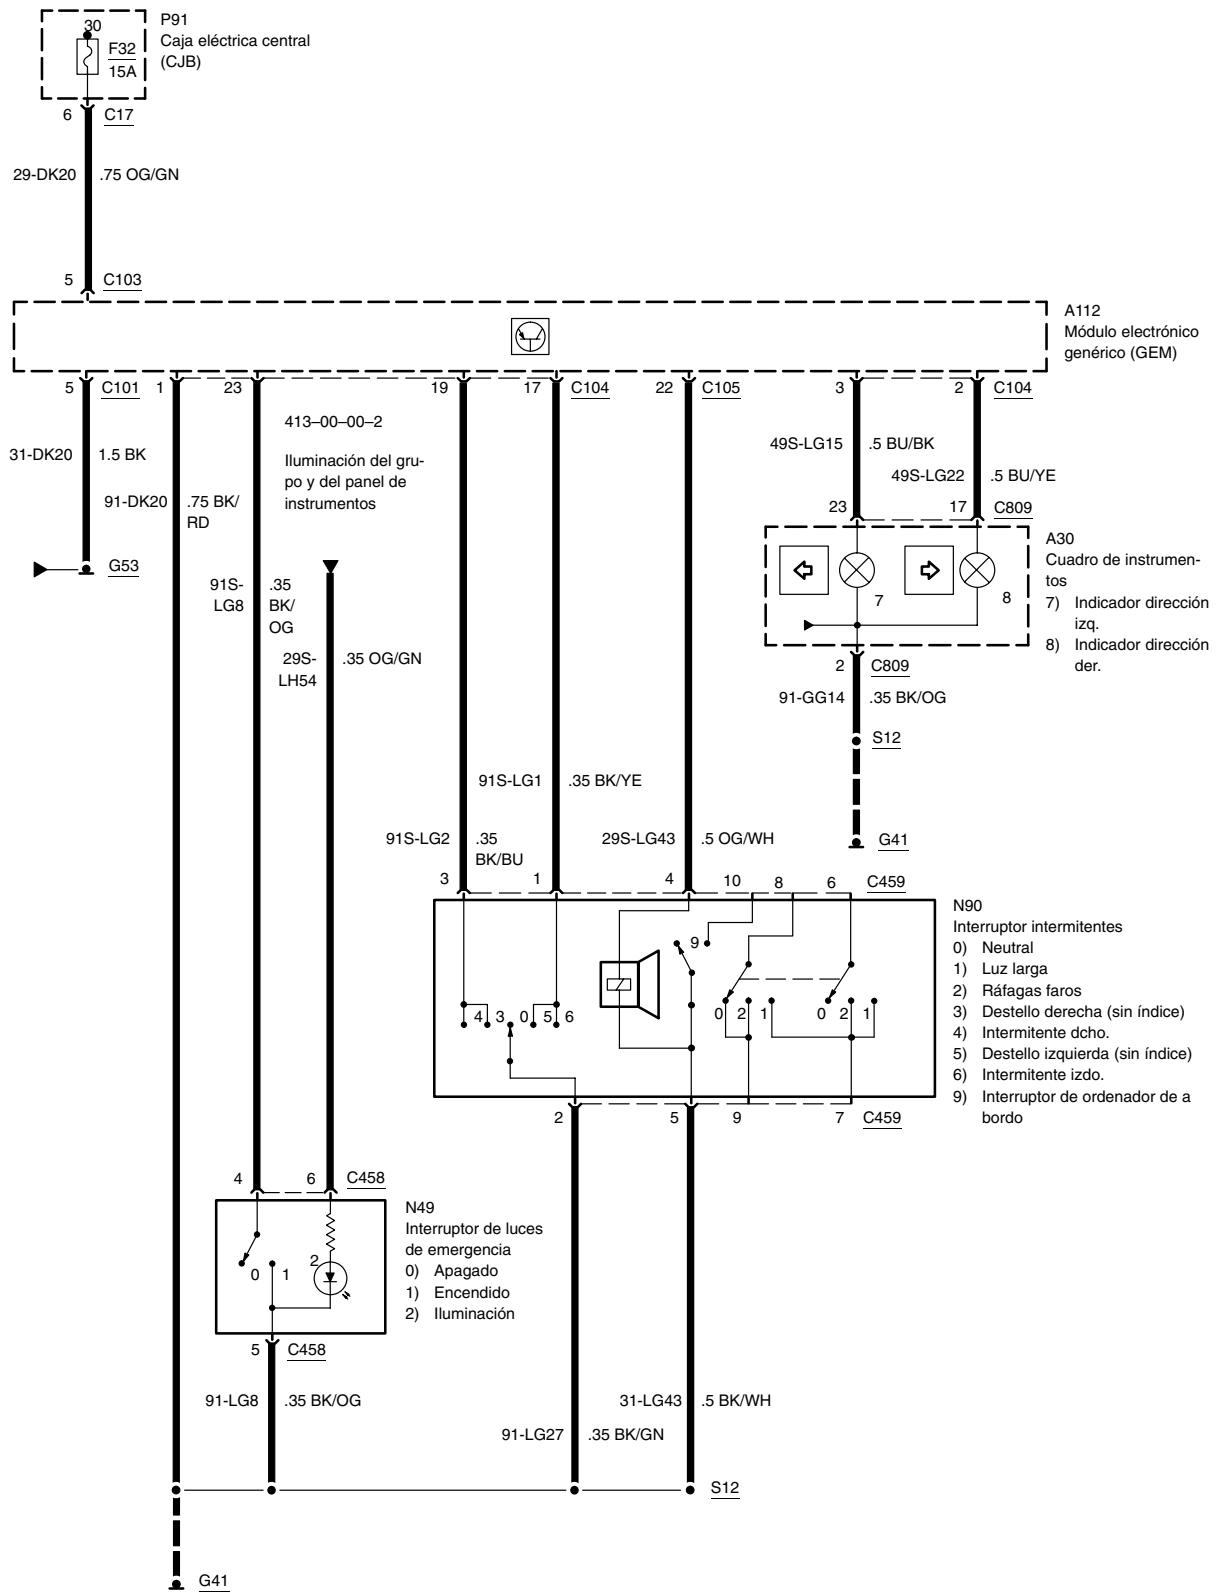 30
F32
15A
P91
Caja eléctrica central
(CJB)
6
C17
29-DK20
.75 OG/GN
5
C103
A112
Módulo electrónico
genérico (GEM)
5
C101
1
23
19
17
C104
22
C105
3
2
C104
31-DK20
1.5 BK
91-DK20
.75 BK/
RD
413–00–00–2
Iluminación del gru-
po y del panel de
instrumentos
49S-LG15
.5 BU/BK
49S-LG22
.5 BU/YE
23
17
C809
G53
91S-
LG8
.35
BK/
OG
29S-
LH54
.35 OG/GN
7
8
A30
Cuadro de instrumen-
tos
7) Indicador dirección
izq.
8) Indicador dirección
der.
2
C809
91-GG14
.35 BK/OG
S12
G41
91S-LG1
.35 BK/YE
91S-LG2
.35
BK/BU
29S-LG43
.5 OG/WH
3
1
4
10
8
6
C459
9
4
3
0
5
6
0
2
1
0
2
1
N90
Interruptor intermitentes
0) Neutral
1) Luz larga
2) Ráfagas faros
3) Destello derecha (sin índice)
4) Intermitente dcho.
5) Destello izquierda (sin índice)
6) Intermitente izdo.
9) Interruptor de ordenador de a
bordo
2
5
9
7
C459
4
6
C458
2
0
1
N49
Interruptor de luces
de emergencia
0) Apagado
1) Encendido
2) Iluminación
5
C458
91-LG8
.35 BK/OG
31-LG43
.5 BK/WH
91-LG27
.35 BK/GN
S12
G41